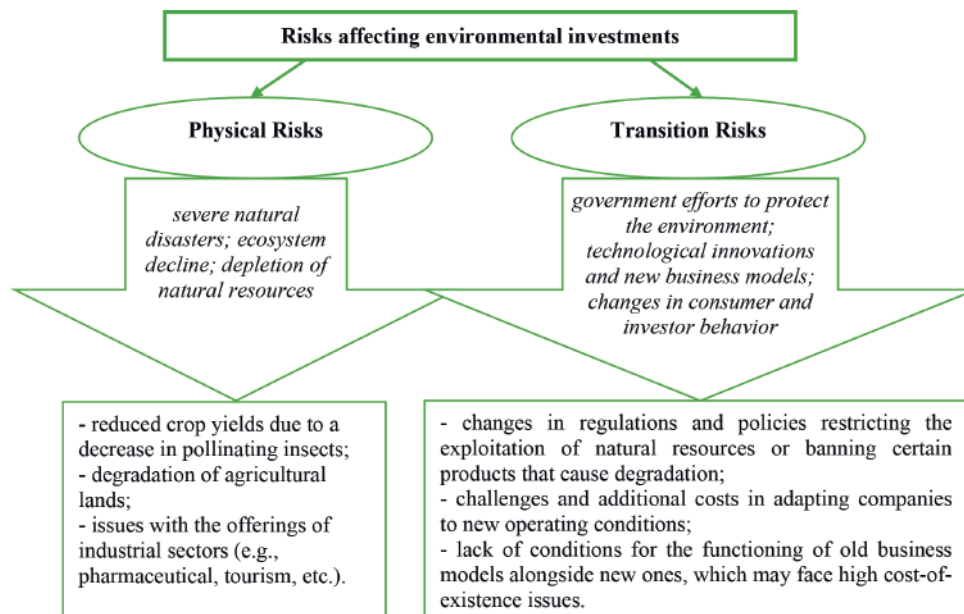 Risks affecting environmental investments
Physical Risks
Transition Risks
severe natural
disasters; ecosystem
decline; depletion of
natural resources
government efforts to protect
the environment;
technological innovations
and new business models;
changes in consumer and
investor behavior
- reduced crop yields due to a
decrease in pollinating insects;
- degradation of agricultural
lands;
- issues with the offerings of
industrial sectors (e.g.,
pharmaceutical, tourism, etc.).
- changes in regulations and policies restricting the
exploitation of natural resources or banning certain
products that cause degradation;
- challenges and additional costs in adapting companies
to new operating conditions;
- lack of conditions for the functioning of old business
models alongside new ones, which may face high cost-of-
existence issues.